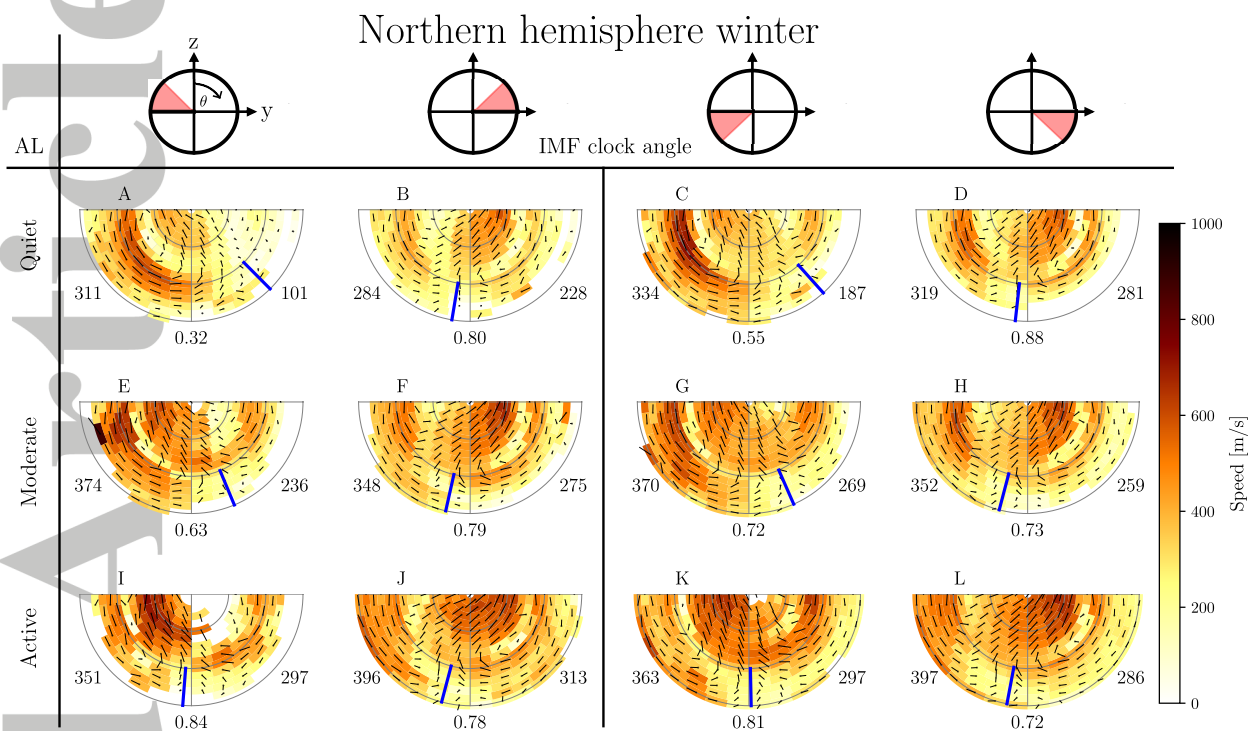 Northern hemisphere winter
z
θ
y
AL
IMF clock angle
Quiet
A
B
C
D
311
101
284
228
334
187
319
281
0.32
0.80
0.55
0.88
Moderate
E
F
G
H
374
236
348
275
370
269
352
259
0.63
0.79
0.72
0.73
Active
I
J
K
L
351
297
396
313
363
297
397
286
0.84
0.78
0.81
0.72
1000
800
600
400
200
0
Speed [m/s]
Article